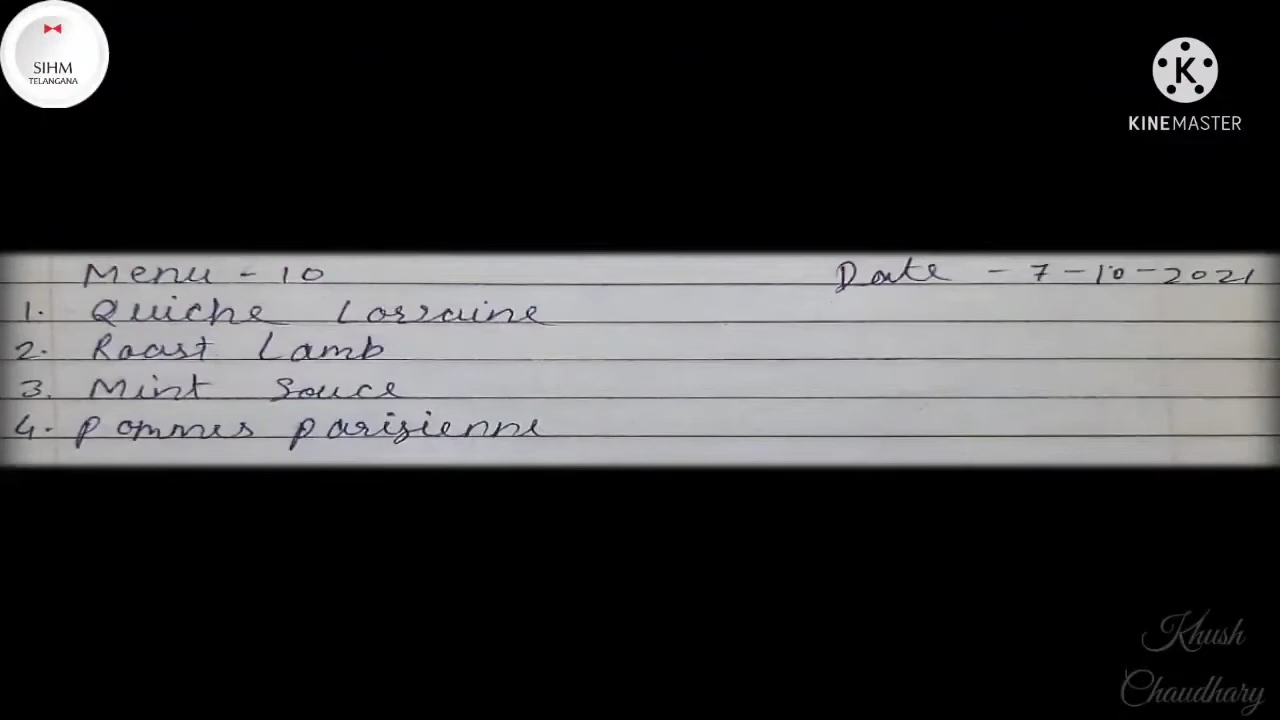 SIHM
TELANGANA
KINEMASTER
Menu - 10 Date - 7-10-2021
1. Quiche Lorraine
2. Roast Lamb
3. Mint Souce
4. Pommes parisienne
Khush
Chaudhary